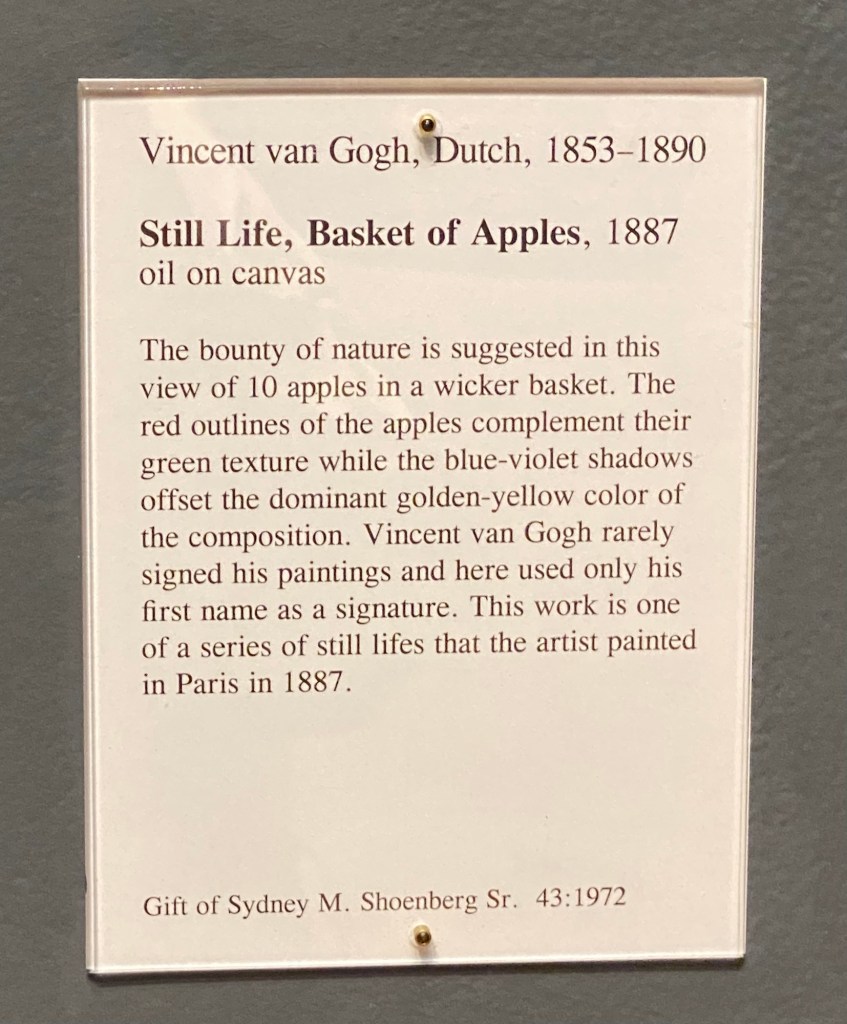 Vincent van Gogh, Dutch, 1853–1890
Still Life, Basket of Apples, 1887
oil on canvas
The bounty of nature is suggested in this
view of 10 apples in a wicker basket. The
red outlines of the apples complement their
green texture while the blue-violet shadows
offset the dominant golden-yellow color of
the composition. Vincent van Gogh rarely
signed his paintings and here used only his
first name as a signature. This work is one
of a series of still lifes that the artist painted
in Paris in 1887.
Gift of Sydney M. Shoenberg Sr. 43:1972